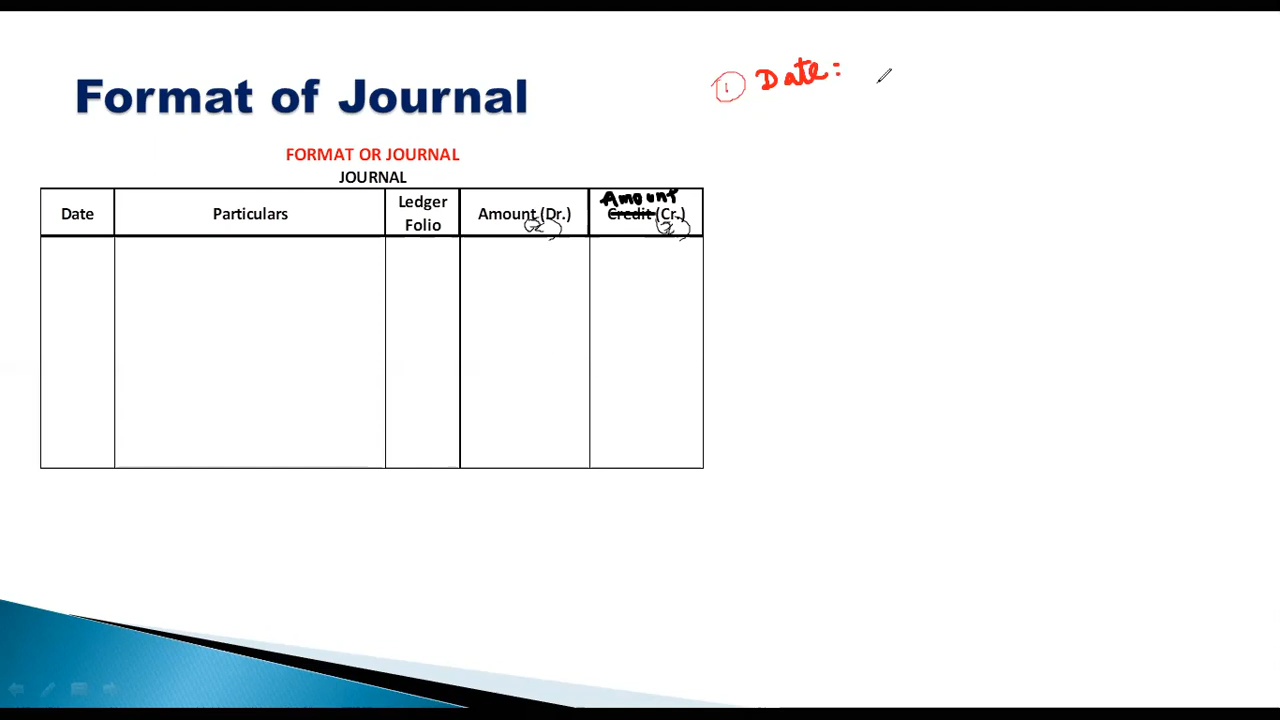 Format of Journal
① Date:
FORMAT OR JOURNAL
JOURNAL
Date Particulars Ledger Folio Amount (Dr.) Amount Credit (Cr.)